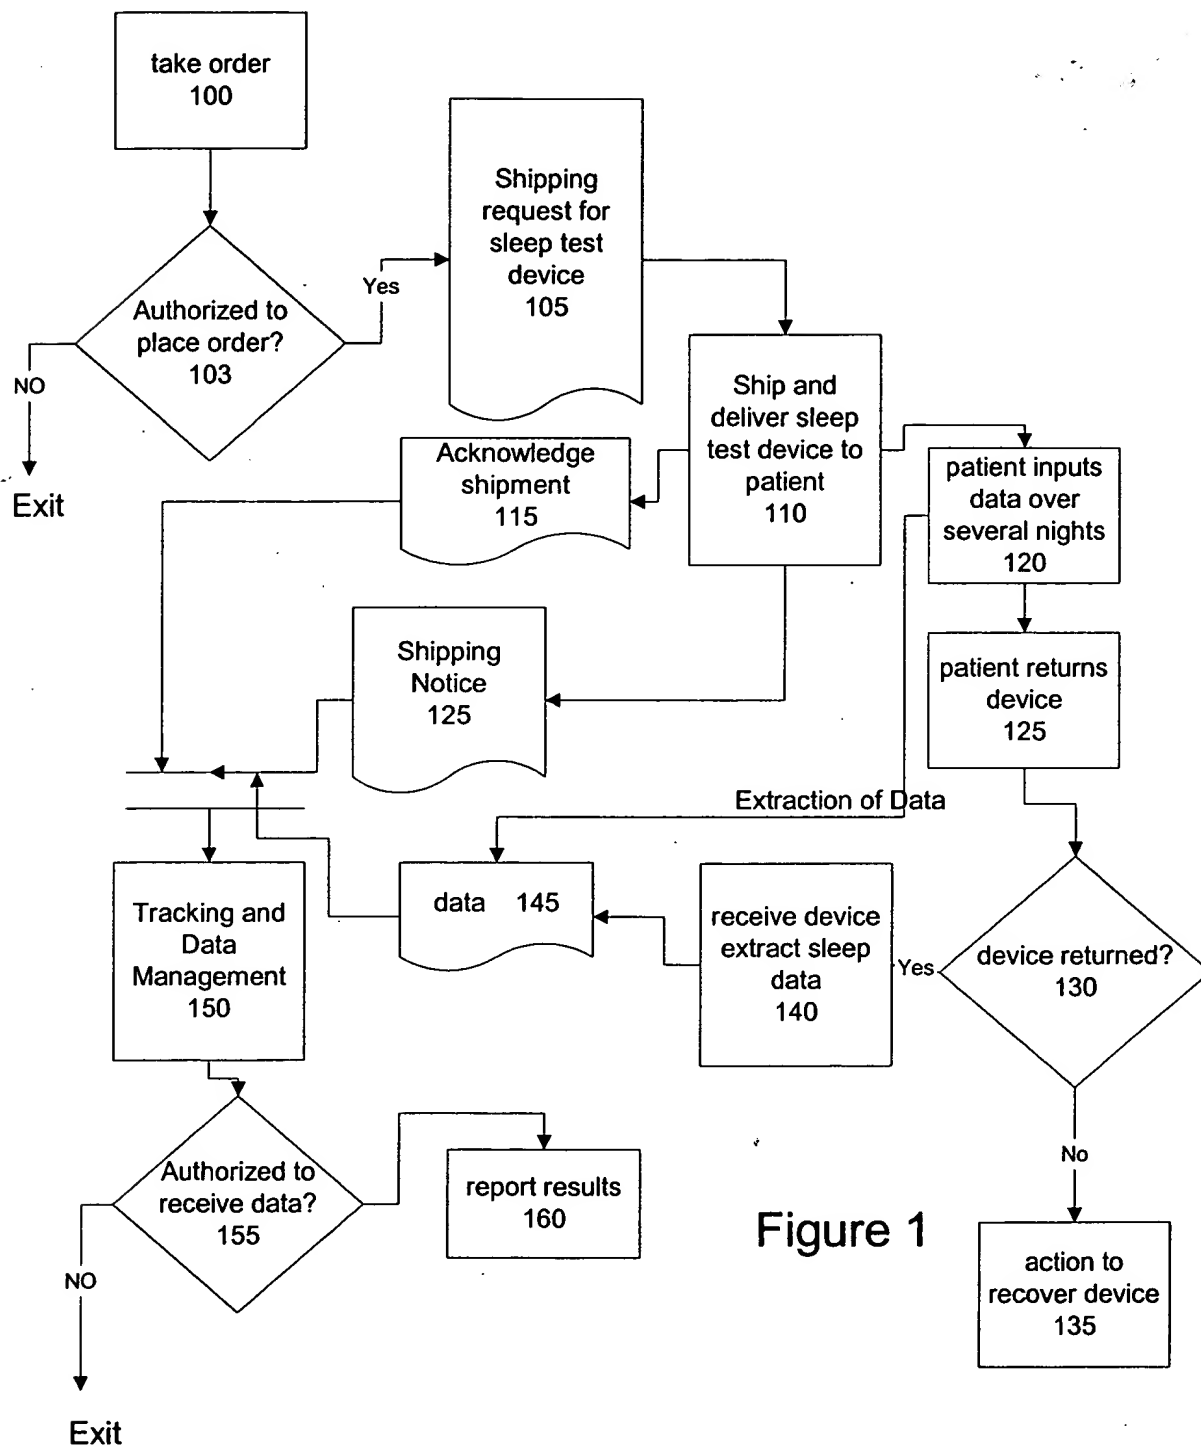 take order
100
Shipping
request for
sleep test
device
105
Yes
Authorized to
place order?
103
NO
Exit
Ship and
deliver sleep
test device to
patient
110
Acknowledge
shipment
115
patient inputs
data over
several nights
120
Shipping
Notice
125
patient returns
device
125
Extraction of Data
data 145
Tracking and
Data
Management
150
receive device
extract sleep
data
140
Yes
device returned?
130
No
Authorized to
receive data?
155
report results
160
NO
Exit
Figure 1
action to
recover device
135